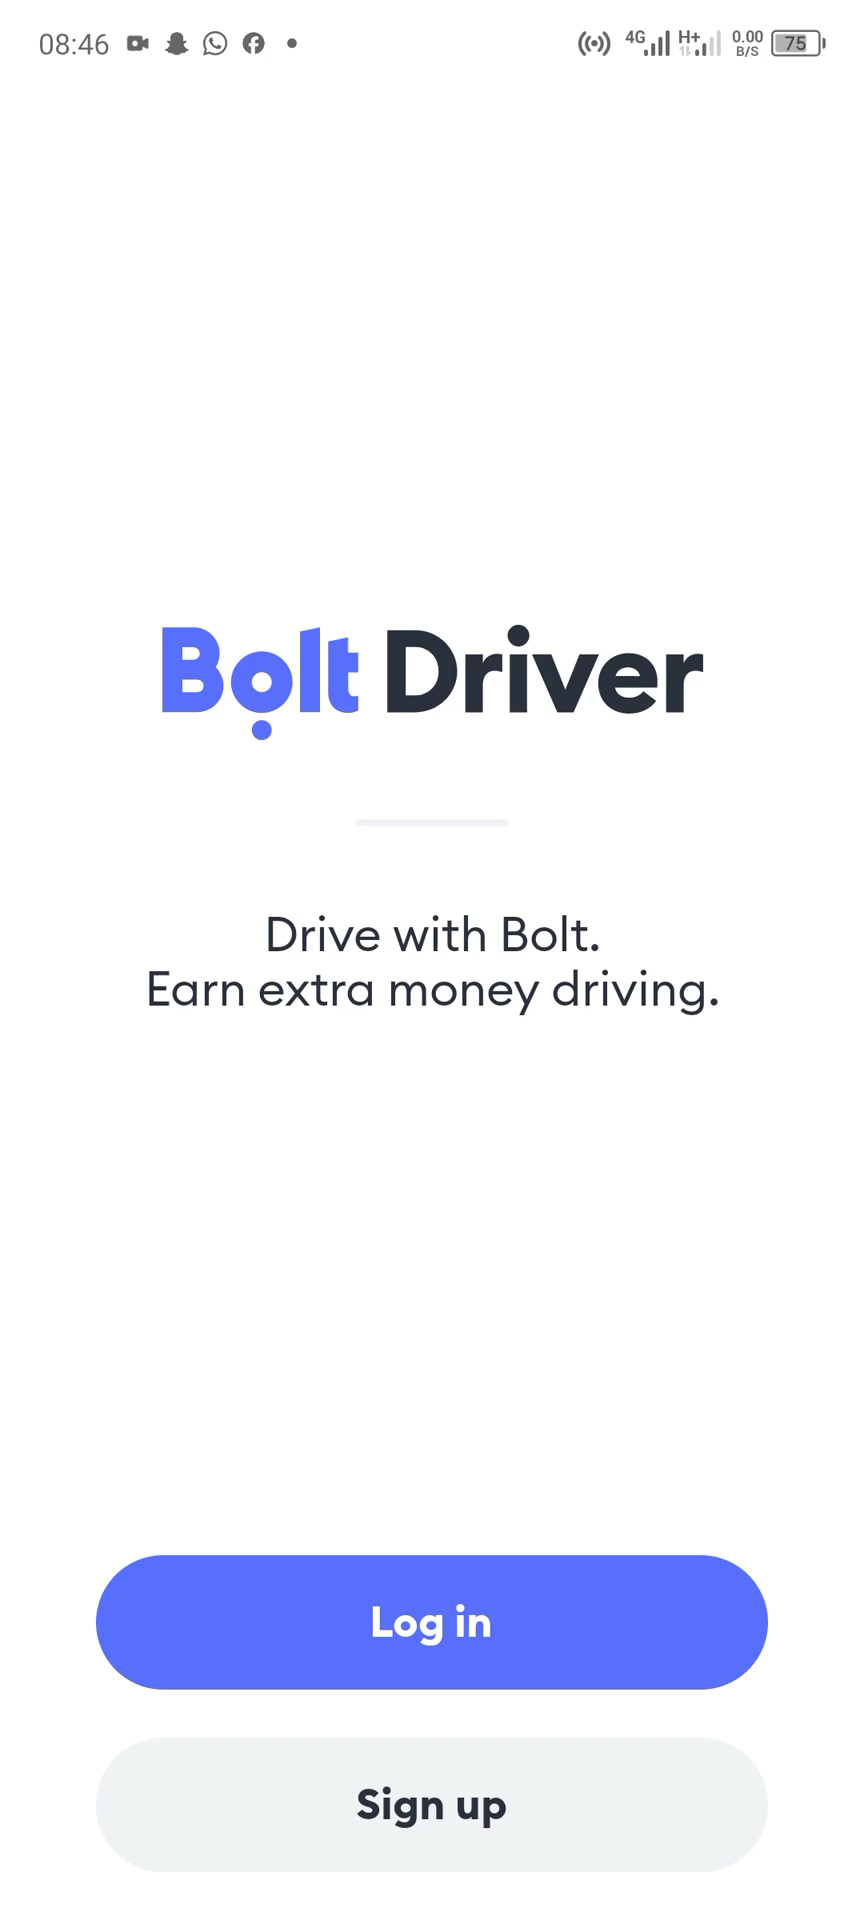 08:46 4G H+ 0.00 B/S 75
Bolt Driver
Drive with Bolt.
Earn extra money driving.
Log in
Sign up